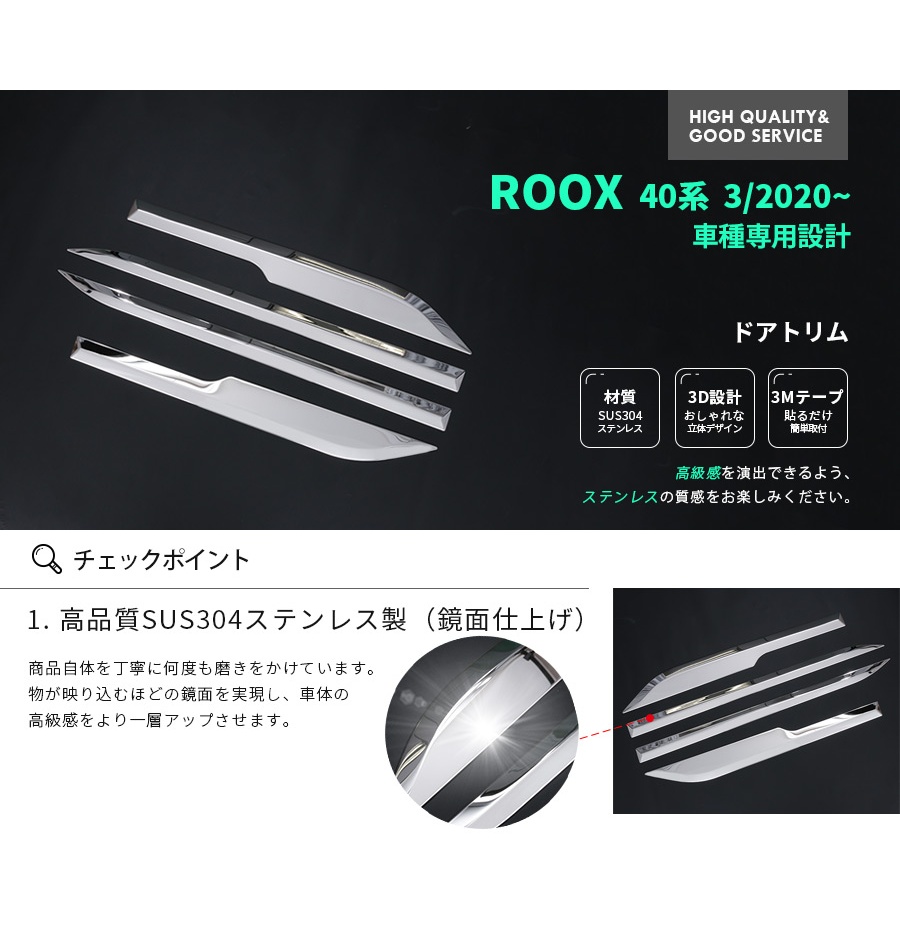 HIGH QUALITY&
GOOD SERVICE
ROOX 40系 3/2020~
車種専用設計
ドアトリム
材質
SUS304
ステンレス
3D設計
おしゃれな
立体デザイン
3Mテープ
貼るだけ
簡単取付
高級感を演出できるよう、
ステンレスの質感をお楽しみください。
チェックポイント
1. 高品質SUS304ステンレス製（鏡面仕上げ）
商品自体を丁寧に何度も磨きをかけています。
物が映り込むほどの鏡面を実現し、車体の
高級感をより一層アップさせます。